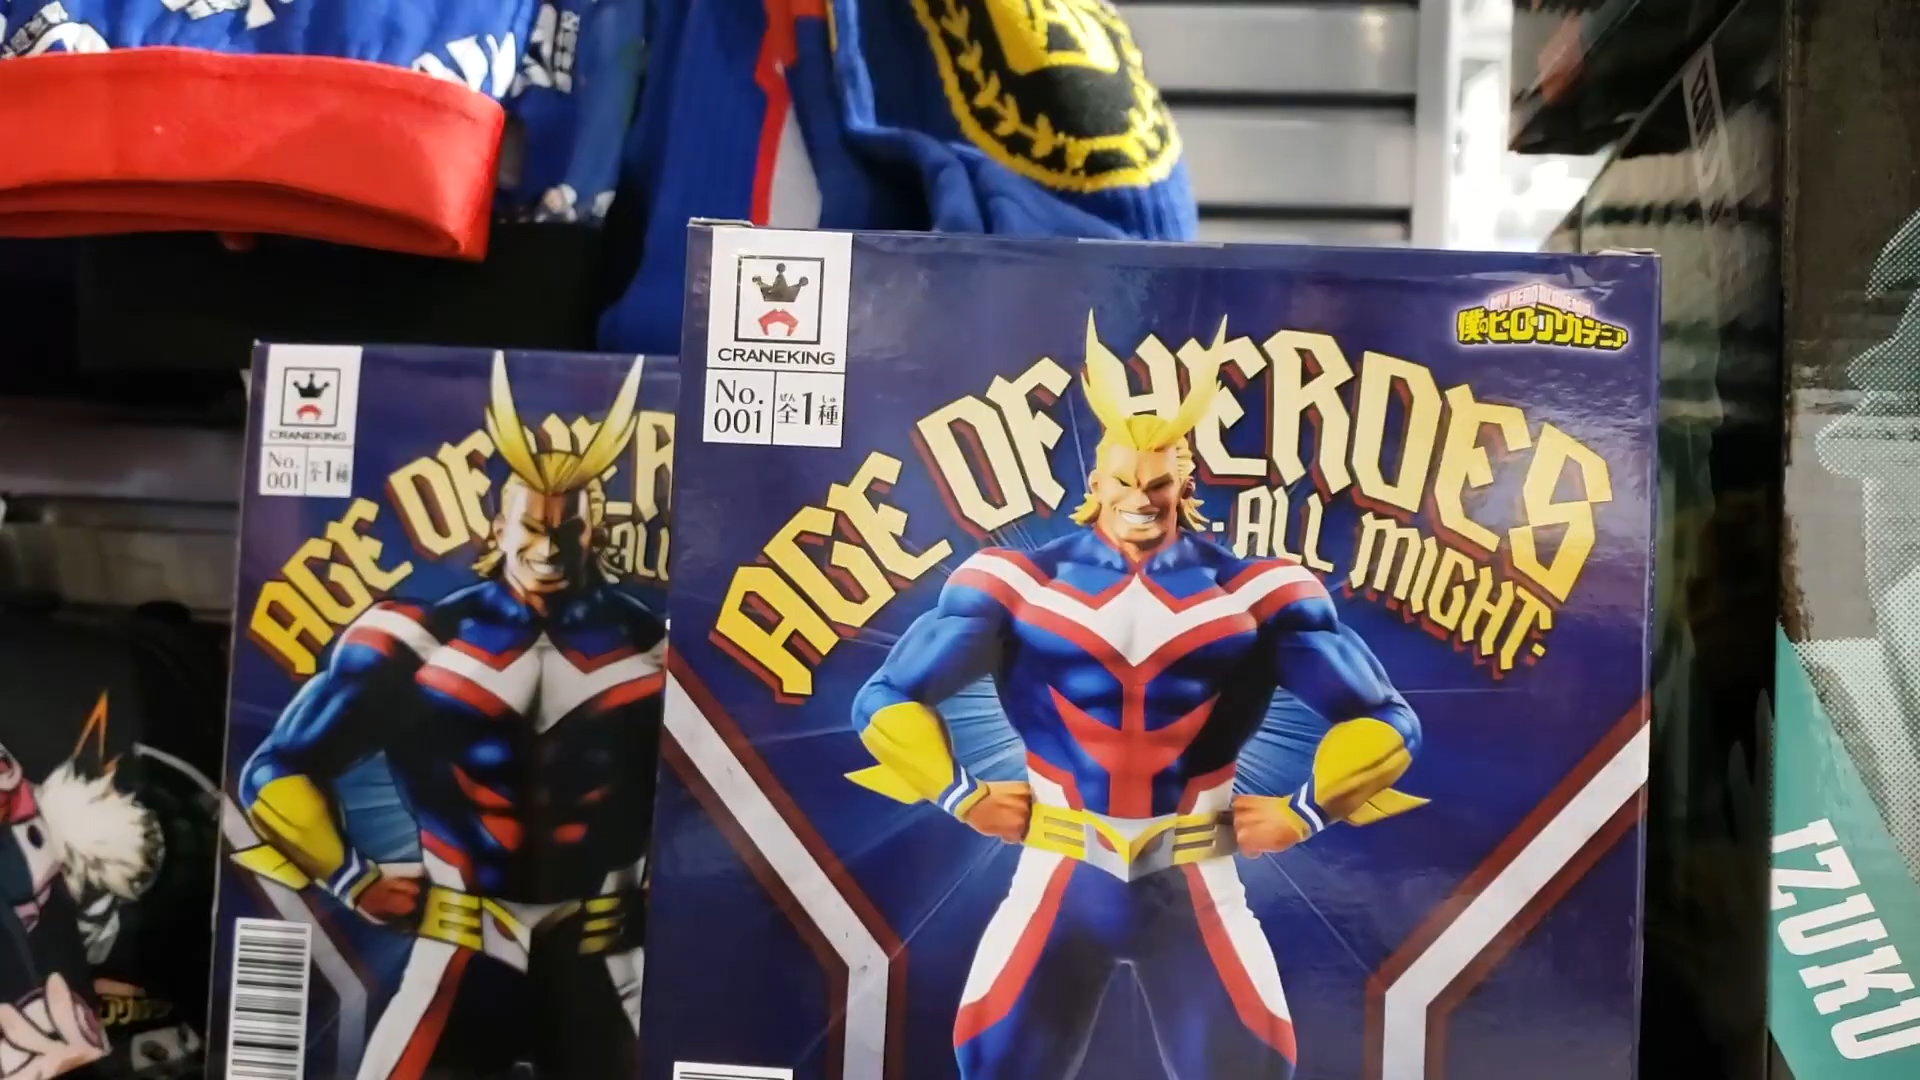 CRANEKING
No.
001
全1種
ぜん
しゅ
MY HERO ACADEMIA
僕のヒーローアカデミア
AGE OF HEROES
-ALL MIGHT-
CRANEKING
No.
001
全1種
AGE OF HER
ALL
IZUKU